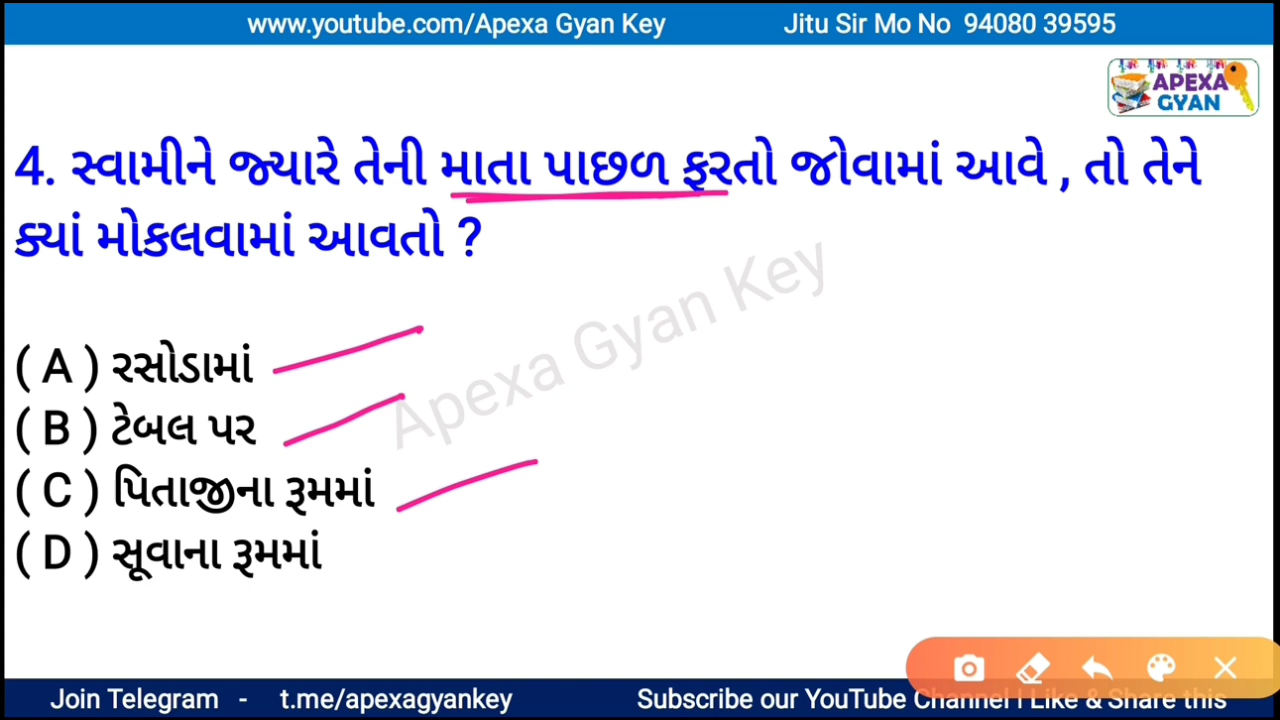 www.youtube.com/Apexa Gyan Key Jitu Sir Mo No 94080 39595
APEXA
GYAN
4. સ્વામીને જ્યારે તેની માતા પાછળ ફરતો જોવામાં આવે , તો તેને
ક્યાં મોકલવામાં આવતો ?
Apexa Gyan Key
( A ) રસોડામાં
( B ) ટેબલ પર
( C ) પિતાજીના રૂમમાં
( D ) સૂવાના રૂમમાં
Join Telegram - t.me/apexagyankey Subscribe our YouTube Channel | Like & Share this